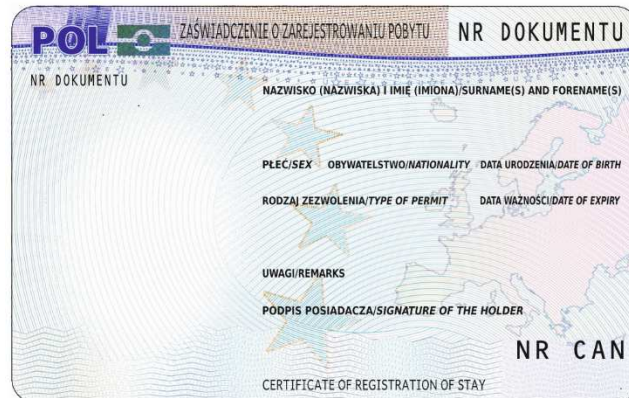 POL ZAŚWIADCZENIE O ZAREJESTROWANIU POBYTU NR DOKUMENTU
NR DOKUMENTU
NAZWISKO (NAZWISKA) I IMIĘ (IMIONA)/SURNAME(S) AND FORENAME(S)
PŁEĆ/SEX OBYWATELSTWO/NATIONALITY DATA URODZENIA/DATE OF BIRTH
RODZAJ ZEZWOLENIA/TYPE OF PERMIT DATA WAŻNOŚCI/DATE OF EXPIRY
UWAGI/REMARKS
PODPIS POSIADACZA/SIGNATURE OF THE HOLDER
NR CAN
CERTIFICATE OF REGISTRATION OF STAY